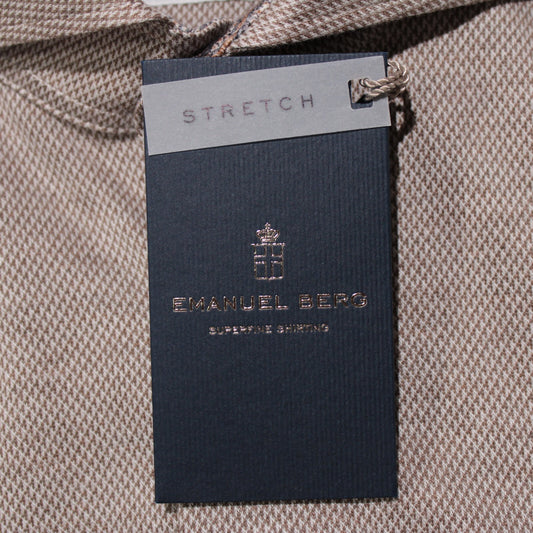 STRETCH
EMANUEL BERG
SUPERFINE SHIRTING